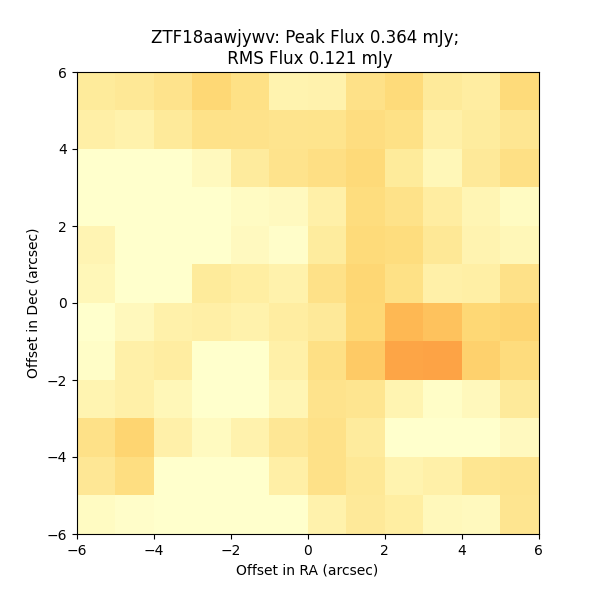 ZTF18aawjywv: Peak Flux 0.364 mJy;
RMS Flux 0.121 mJy
6
4
2
0
−2
−4
−6
Offset in Dec (arcsec)
−6 −4 −2 0 2 4 6
Offset in RA (arcsec)